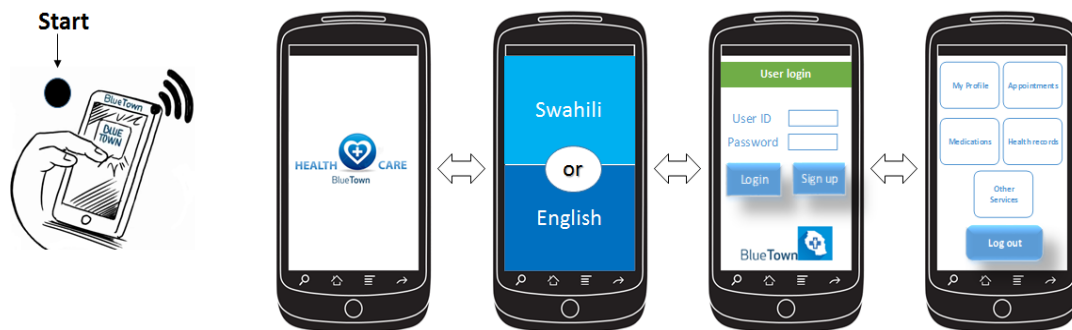 Start
BlueTown
BLUE
TOWN
HEALTH CARE
BlueTown
Swahili
or
English
User login
User ID
Password
Login Sign up
BlueTown
My Profile Appointments
Medications Health records
Other
Services
Log out